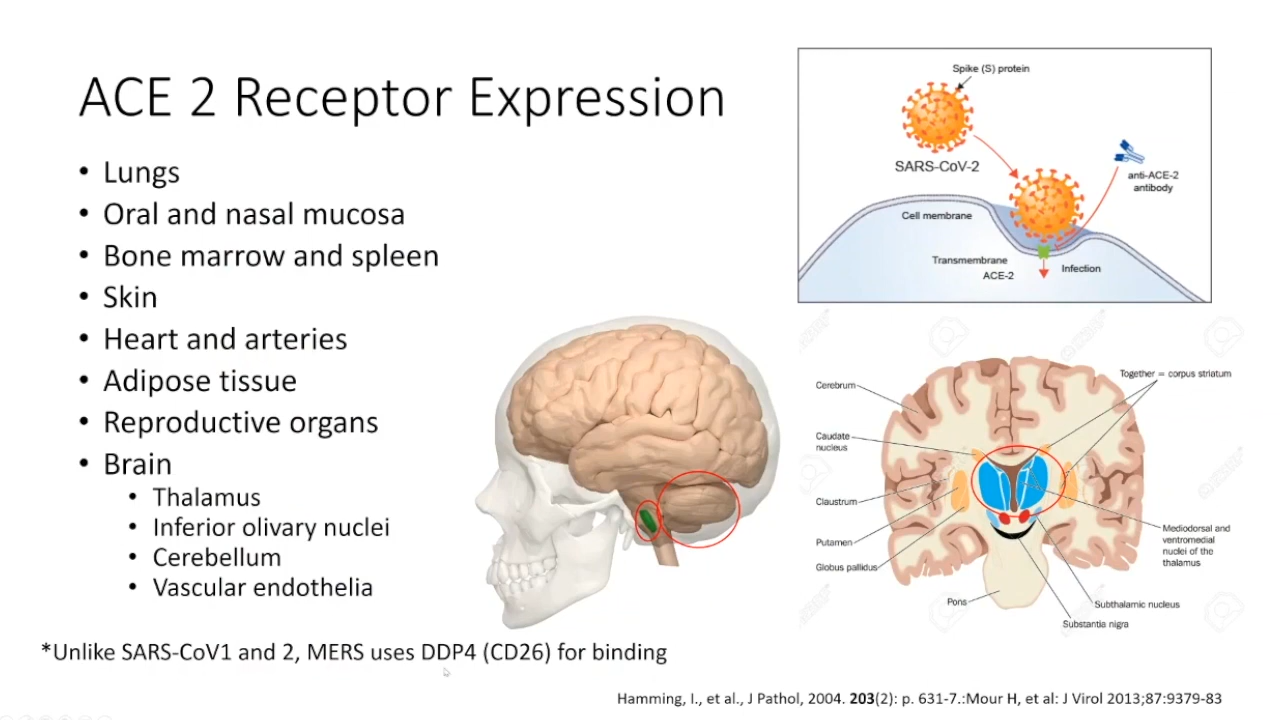 ACE 2 Receptor Expression
• Lungs
• Oral and nasal mucosa
• Bone marrow and spleen
• Skin
• Heart and arteries
• Adipose tissue
• Reproductive organs
• Brain
• Thalamus
• Inferior olivary nuclei
• Cerebellum
• Vascular endothelia
*Unlike SARS-CoV1 and 2, MERS uses DDP4 (CD26) for binding
Spike (S) protein
SARS-CoV-2
anti-ACE-2
antibody
Cell membrane
Transmembrane
ACE-2
Infection
Together = corpus striatum
Cerebrum
Caudate
nucleus
Claustrum
Putamen
Globus pallidus
Mediodorsal and
ventromedial
nuclei of the
thalamus
Pons
Subthalamic nucleus
Substantia nigra
Hamming, I., et al., J Pathol, 2004. 203(2): p. 631-7.:Mour H, et al: J Virol 2013;87:9379-83